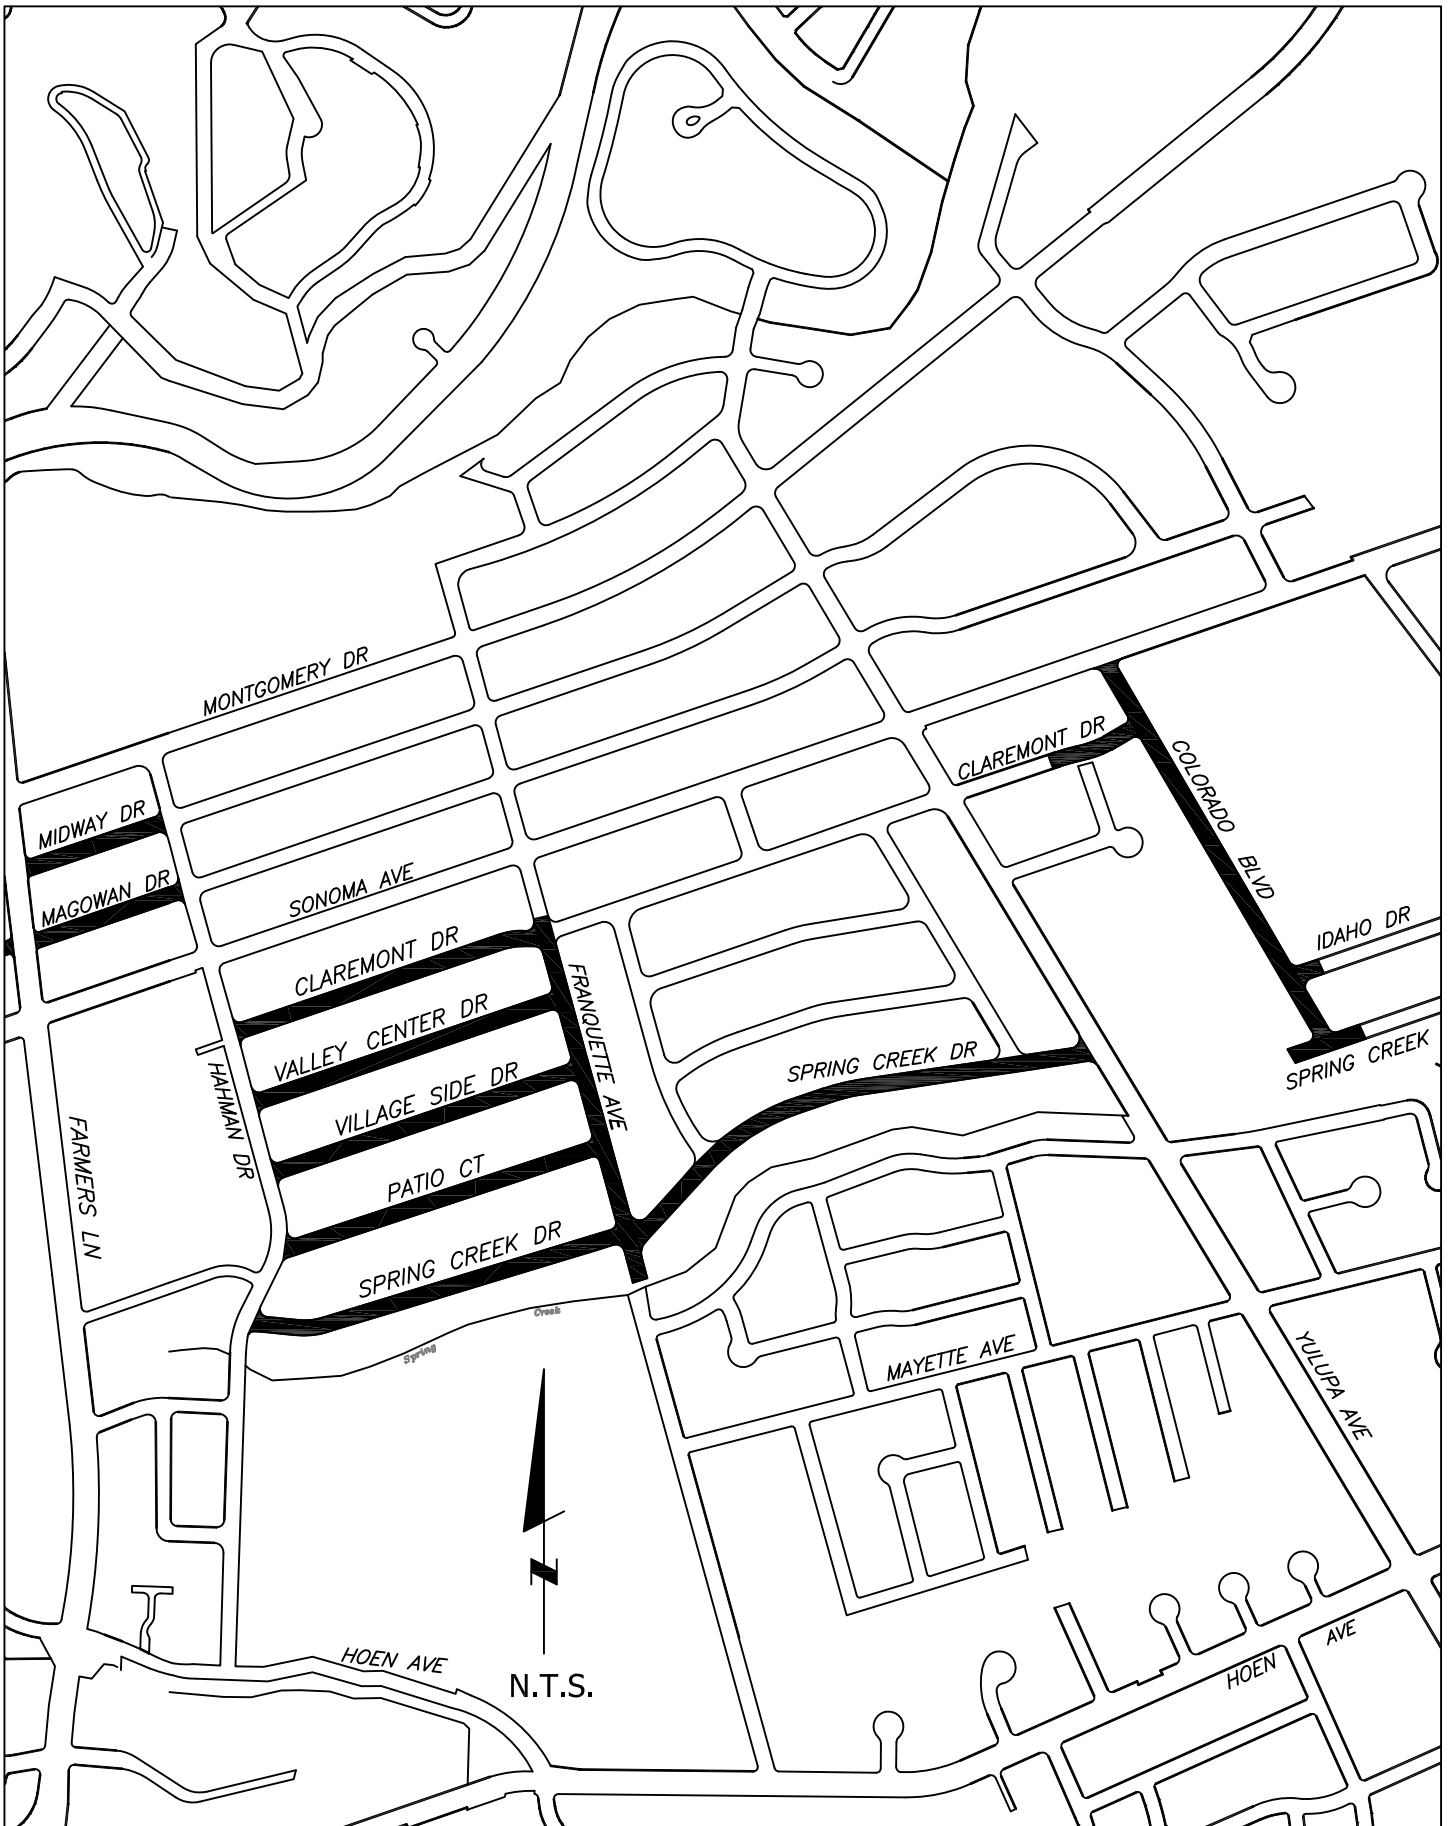 MONTGOMERY DR
CLAREMONT DR
COLORADO BLVD
MIDWAY DR
MAGOWAN DR
SONOMA AVE
IDAHO DR
CLAREMONT DR
FRANQUETTE AVE
VALLEY CENTER DR
SPRING CREEK DR
SPRING CREEK
HAHMAN DR
VILLAGE SIDE DR
FARMERS LN
PATIO CT
SPRING CREEK DR
Creek
Spring
MAYETTE AVE
YULUPA AVE
HOEN AVE
N.T.S.
HOEN AVE